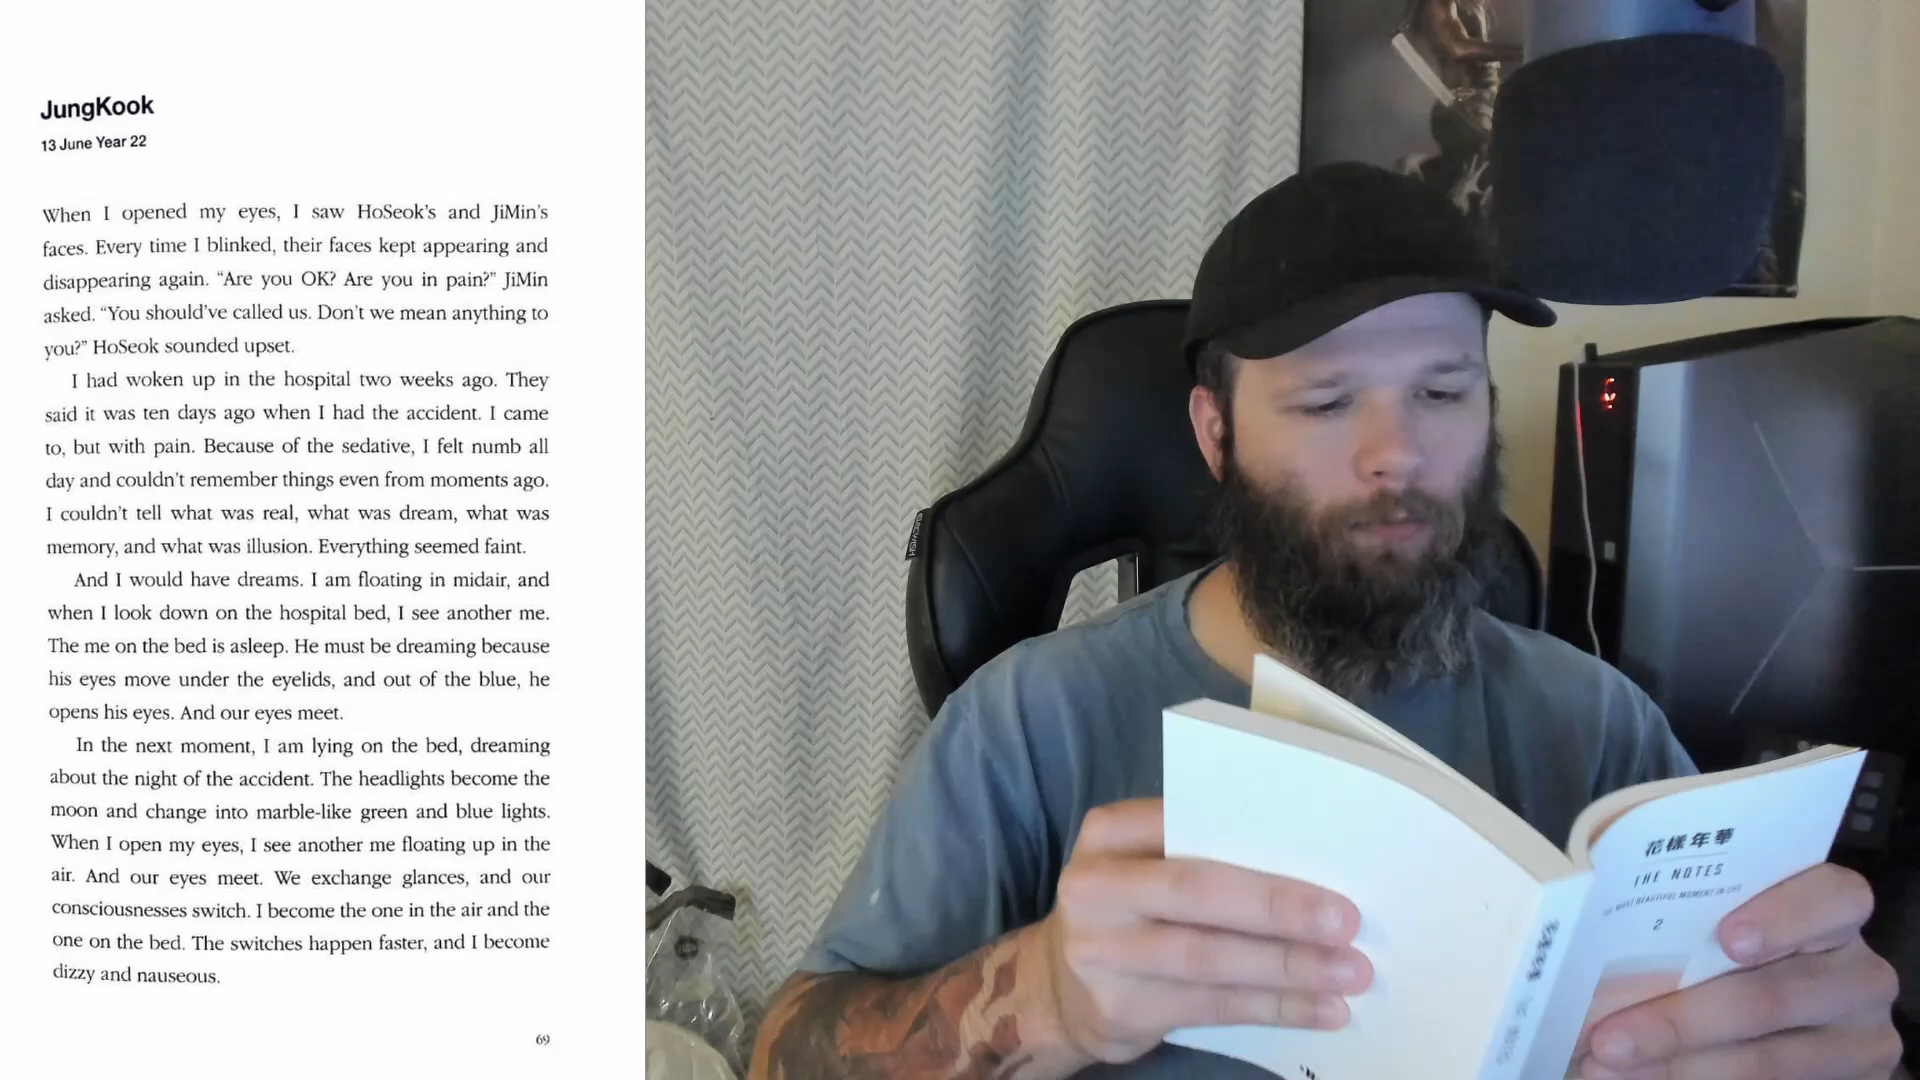 JungKook
13 June Year 22
When I opened my eyes, I saw HoSeok's and JiMin's
faces. Every time I blinked, their faces kept appearing and
disappearing again. “Are you OK? Are you in pain?” JiMin
asked. “You should've called us. Don't we mean anything to
you?” HoSeok sounded upset.
I had woken up in the hospital two weeks ago. They
said it was ten days ago when I had the accident. I came
to, but with pain. Because of the sedative, I felt numb all
day and couldn't remember things even from moments ago.
I couldn't tell what was real, what was dream, what was
memory, and what was illusion. Everything seemed faint.
And I would have dreams. I am floating in midair, and
when I look down on the hospital bed, I see another me.
The me on the bed is asleep. He must be dreaming because
his eyes move under the eyelids, and out of the blue, he
opens his eyes. And our eyes meet.
In the next moment, I am lying on the bed, dreaming
about the night of the accident. The headlights become the
moon and change into marble-like green and blue lights.
When I open my eyes, I see another me floating up in the
air. And our eyes meet. We exchange glances, and our
consciousnesses switch. I become the one in the air and the
one on the bed. The switches happen faster, and I become
dizzy and nauseous.
69
花樣年華
THE NOTES
THE MOST BEAUTIFUL MOMENT IN LIFE
2